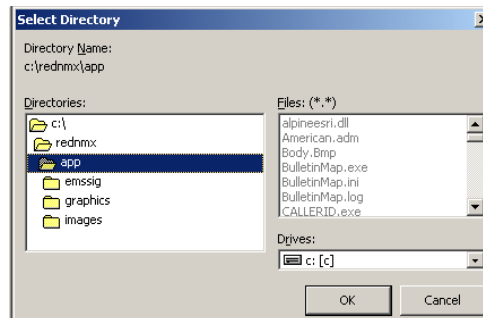 Select Directory
Directory Name:
c:\rednmx\app
Directories:
c:\
rednmx
app
emssig
graphics
images
Files: (*.*)
alpineesri.dll
American.adm
Body.Bmp
BulletinMap.exe
BulletinMap.ini
BulletinMap.log
CALLERID.exe
Drives:
c: [c]
OK
Cancel